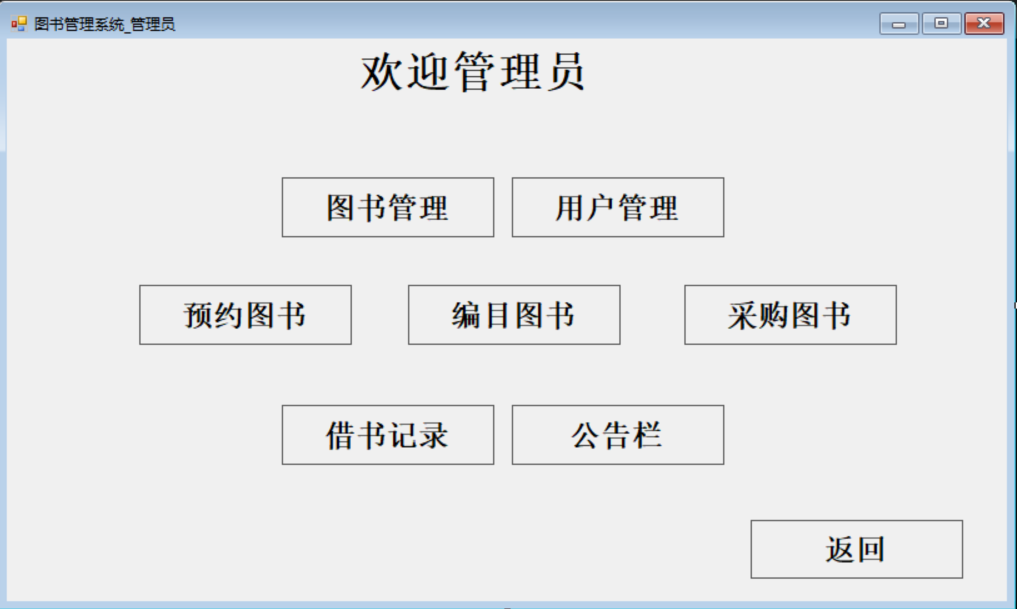 图书管理系统_管理员
欢迎管理员
图书管理 用户管理
预约图书 编目图书 采购图书
借书记录 公告栏
返回